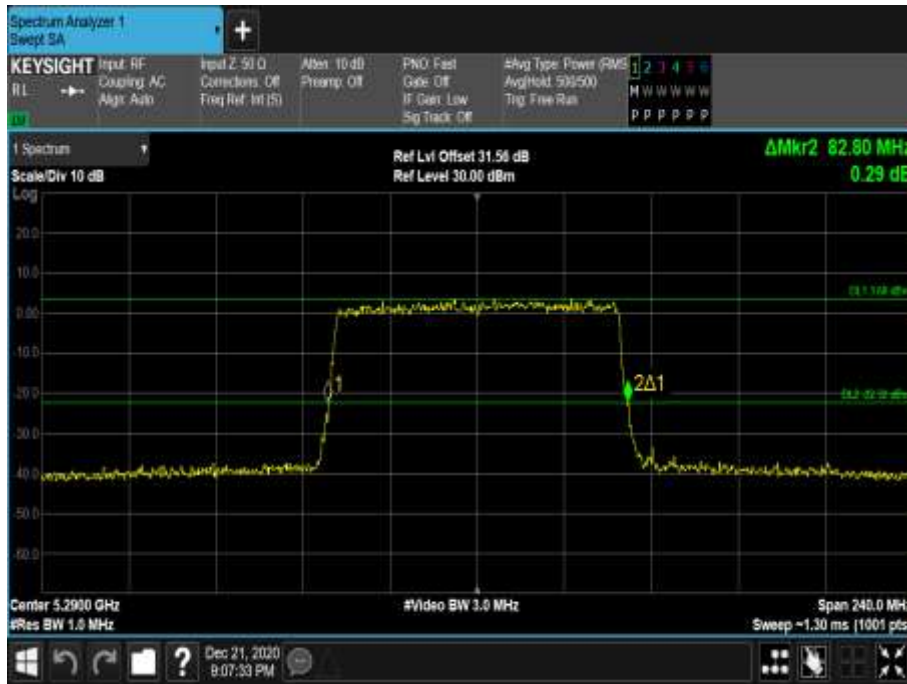 Spectrum Analyzer 1
Swept SA
+
KEYSIGHT
RL
Input: RF
Coupling: AC
Align: Auto
Input Z: 50 Ω
Corrections: Off
Freq Ref: Int (S)
Atten: 10 dB
Preamp: Off
PNO: Fast
Gate: Off
IF Gain: Low
Sig Track: Off
#Avg Type: Power (RMS
Avg|Hold: 500/500
Trig: Free Run
1 2 3 4 5 6
M W W W W W
P P P P P P
1 Spectrum
Scale/Div 10 dB
Log
Ref Lvl Offset 31.56 dB
Ref Level 30.00 dBm
ΔMkr2 82.80 MHz
0.29 dB
20.0
10.0
0.00
-10.0
-20.0
-30.0
-40.0
-50.0
-60.0
1
2Δ1
Center 5.2900 GHz
#Res BW 1.0 MHz
#Video BW 3.0 MHz
Span 240.0 MHz
Sweep ~1.30 ms (1001 pts
?
Dec 21, 2020
9:07:33 PM